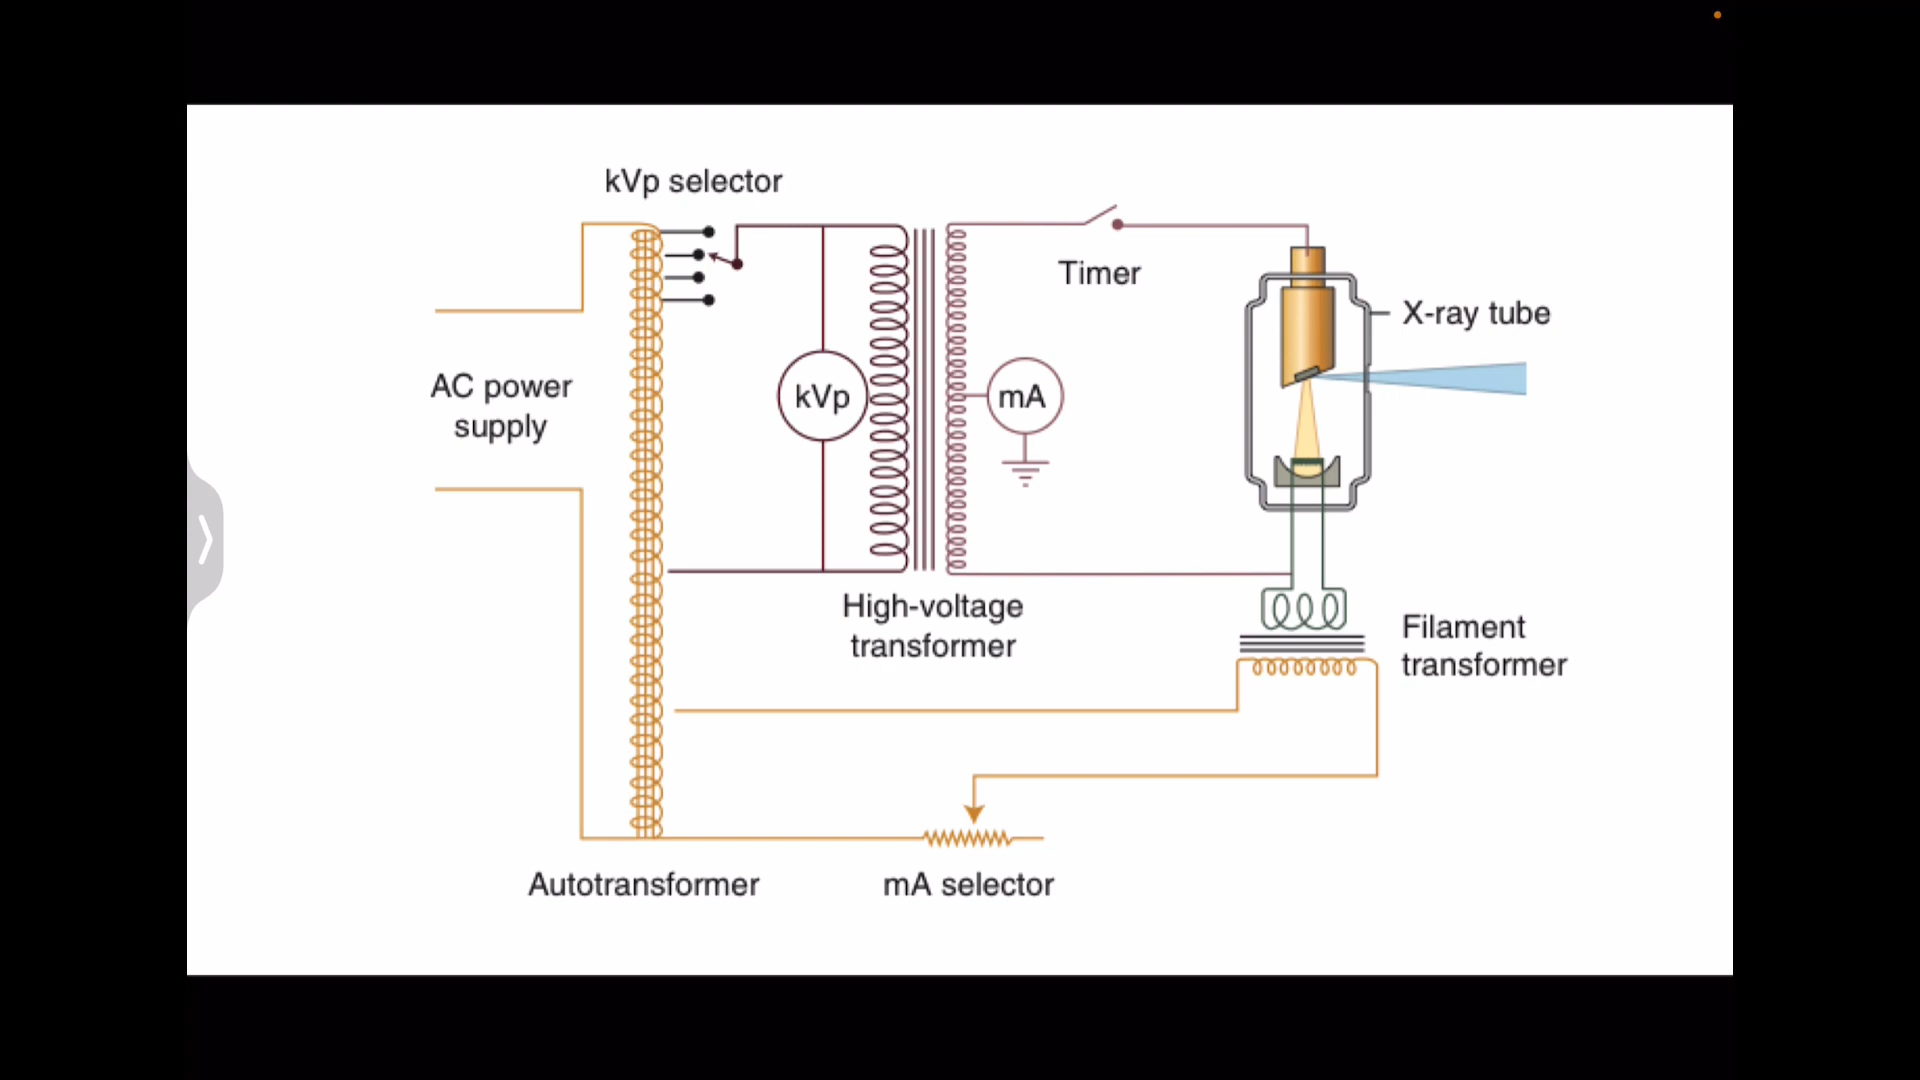 kVp selector
Timer
X-ray tube
AC power
supply
kVp
mA
High-voltage
transformer
Filament
transformer
Autotransformer
mA selector